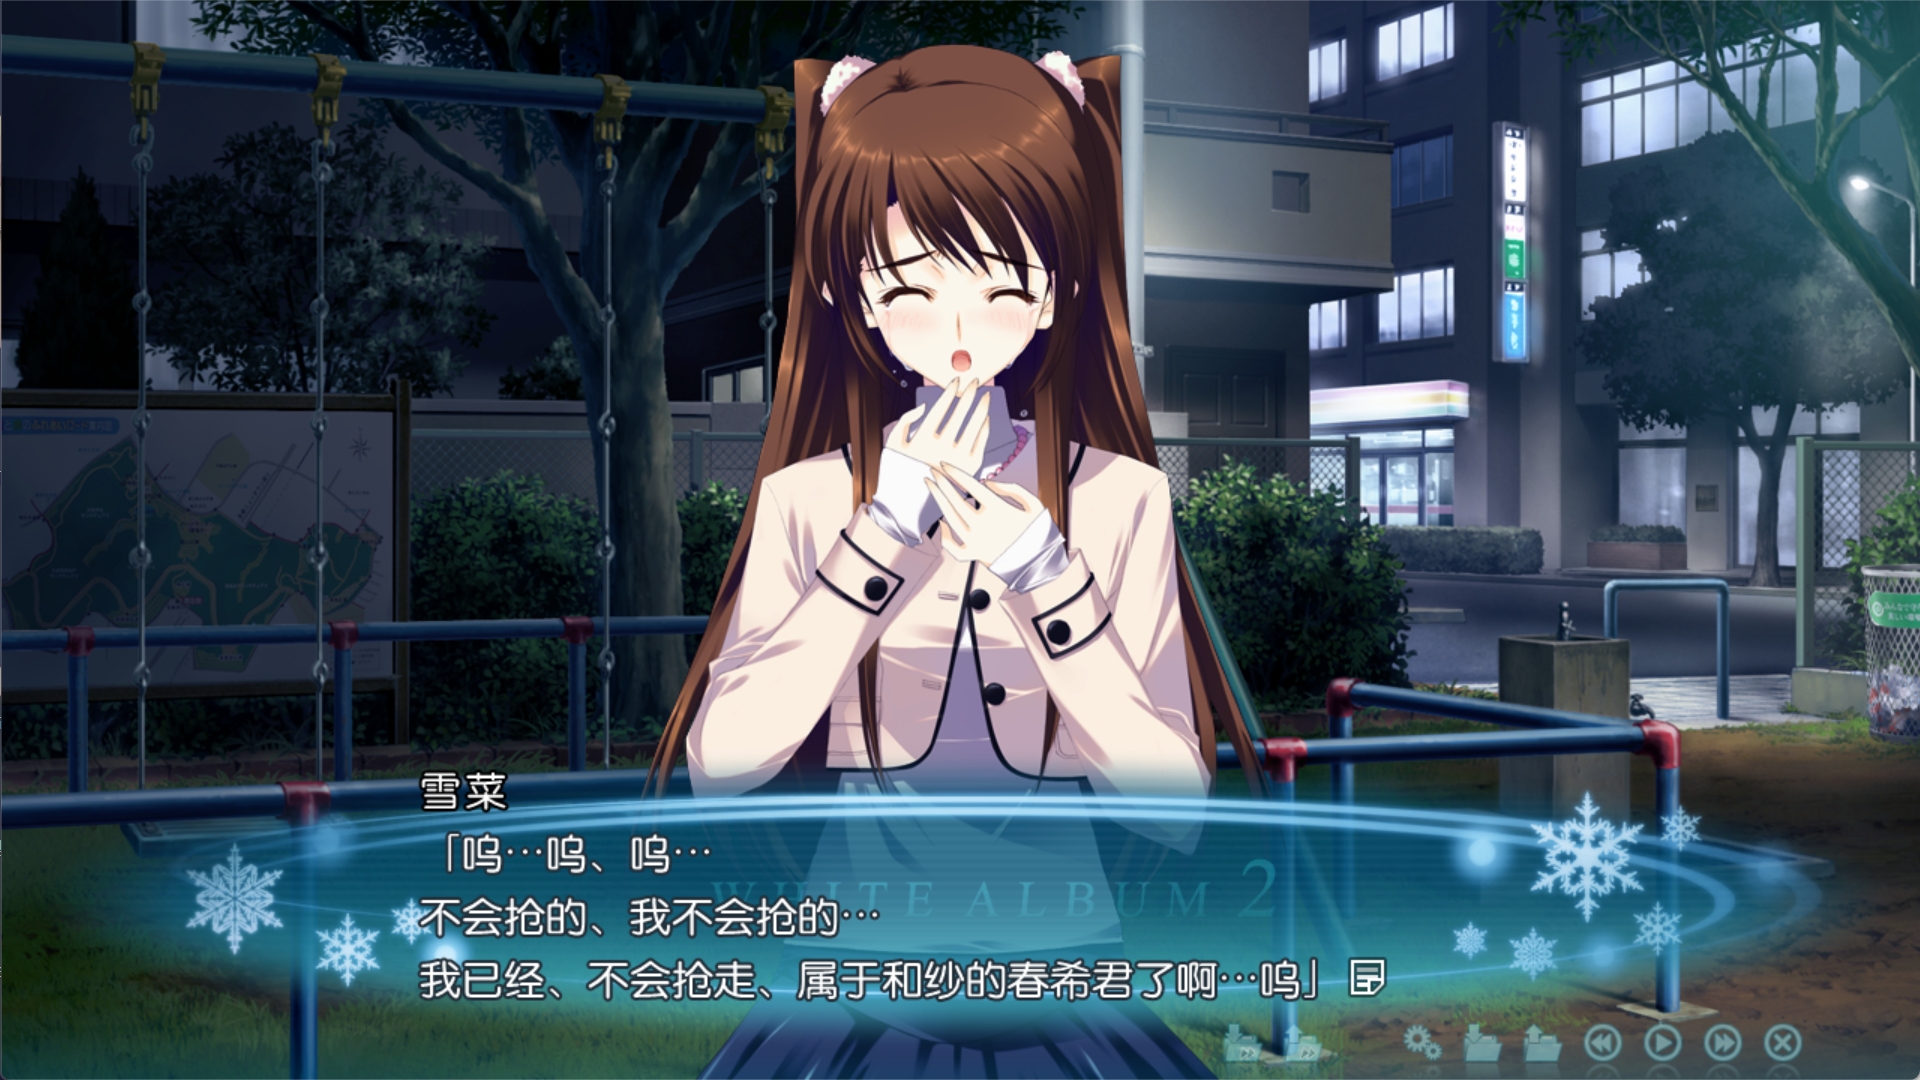 雪菜
「呜…呜、呜…
不会抢的、我不会抢的…
我已经、不会抢走、属于和纱的春希君了啊…呜」
WHITE ALBUM 2